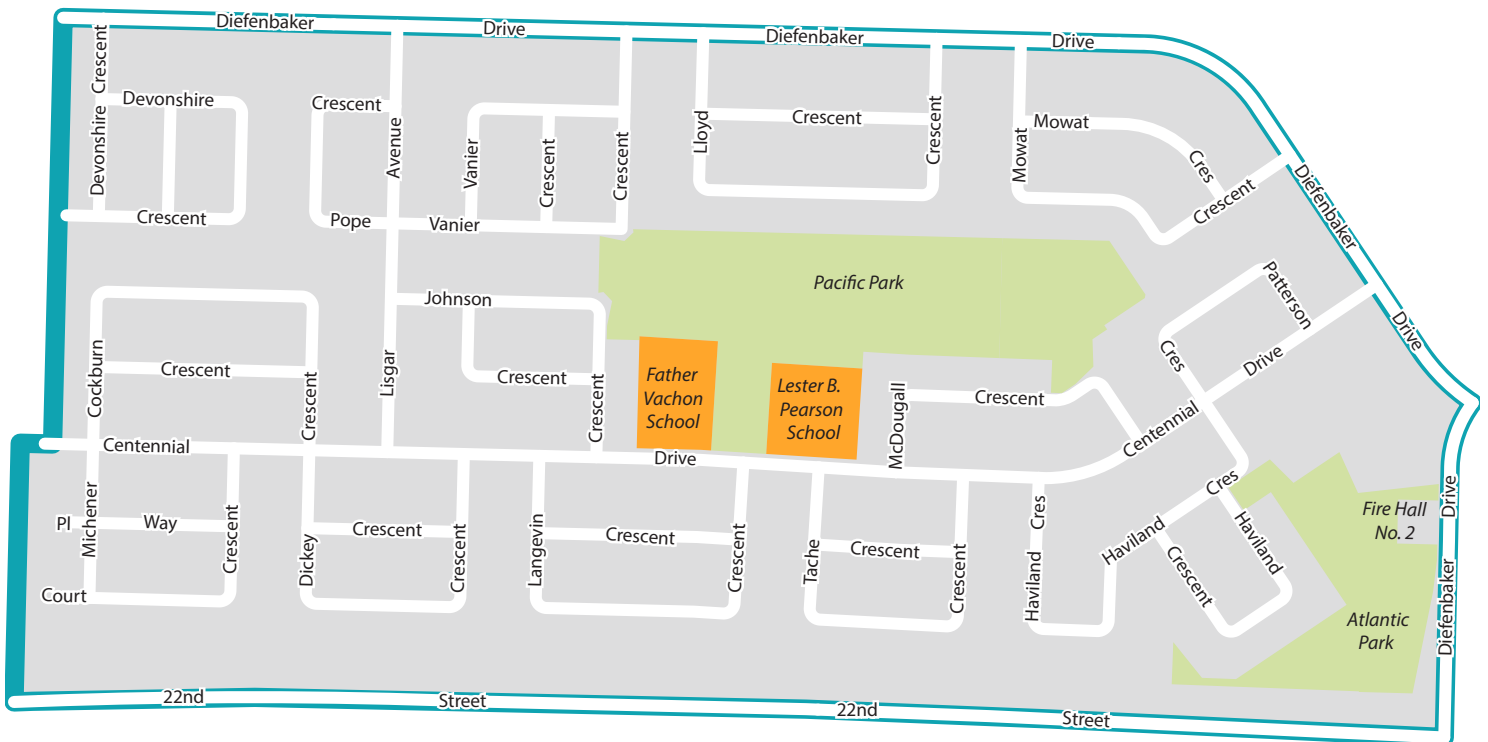 Diefenbaker
Drive
Diefenbaker
Drive
Crescent
Devonshire
Devonshire
Crescent
Crescent
Avenue
Pope
Vanier
Vanier
Crescent
Crescent
Lloyd
Crescent
Crescent
Mowat
Mowat
Cres
Crescent
Diefenbaker
Drive
Pacific Park
Patterson
Cres
Drive
Johnson
Crescent
Crescent
Lisgar
Cockburn
Crescent
Crescent
Father
Vachon
School
Lester B.
Pearson
School
McDougall
Crescent
Centennial
Centennial
Drive
Michener
Pl
Way
Crescent
Court
Dickey
Crescent
Crescent
Langevin
Crescent
Crescent
Tache
Crescent
Crescent
Cres
Haviland
Haviland
Cres
Crescent
Haviland
Fire Hall
No. 2
Drive
Diefenbaker
Atlantic
Park
22nd
Street
22nd
Street